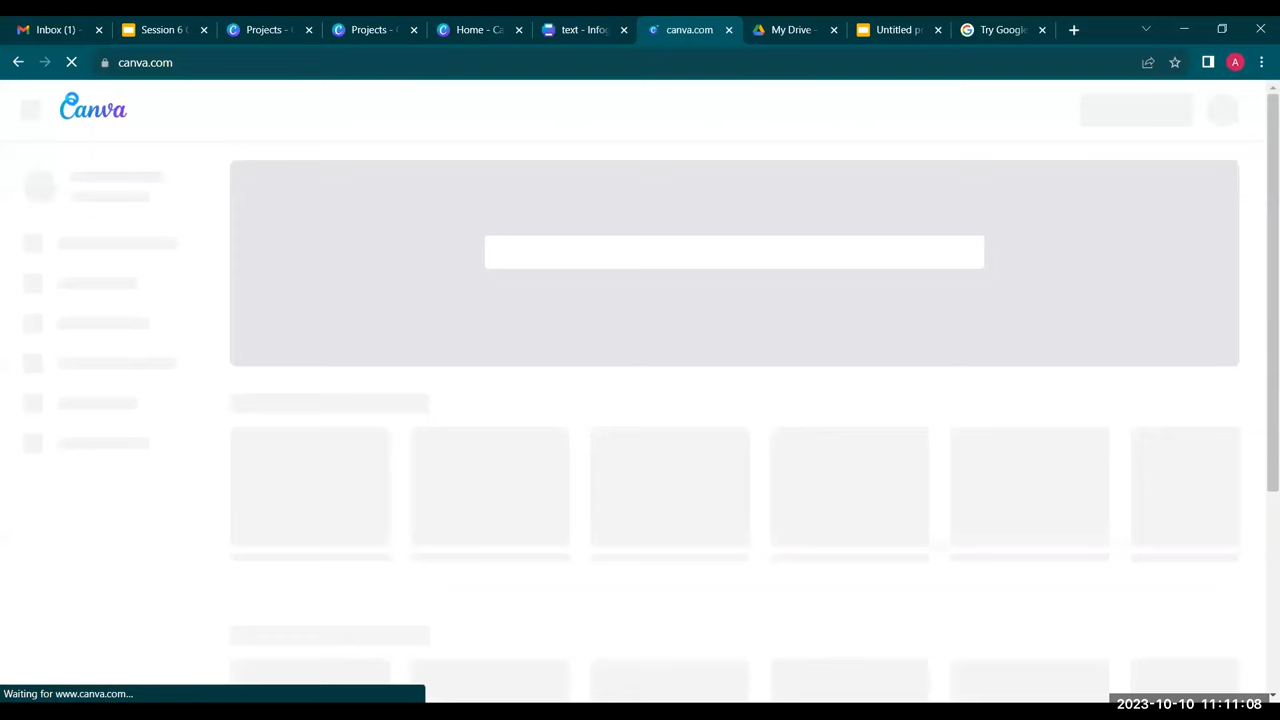 Inbox (1)
Session 6
Projects -
Projects -
Home - Ca
text - Infog
canva.com
My Drive -
Untitled p
Try Google
canva.com
Canva
Waiting for www.canva.com...
2023-10-10 11:11:08